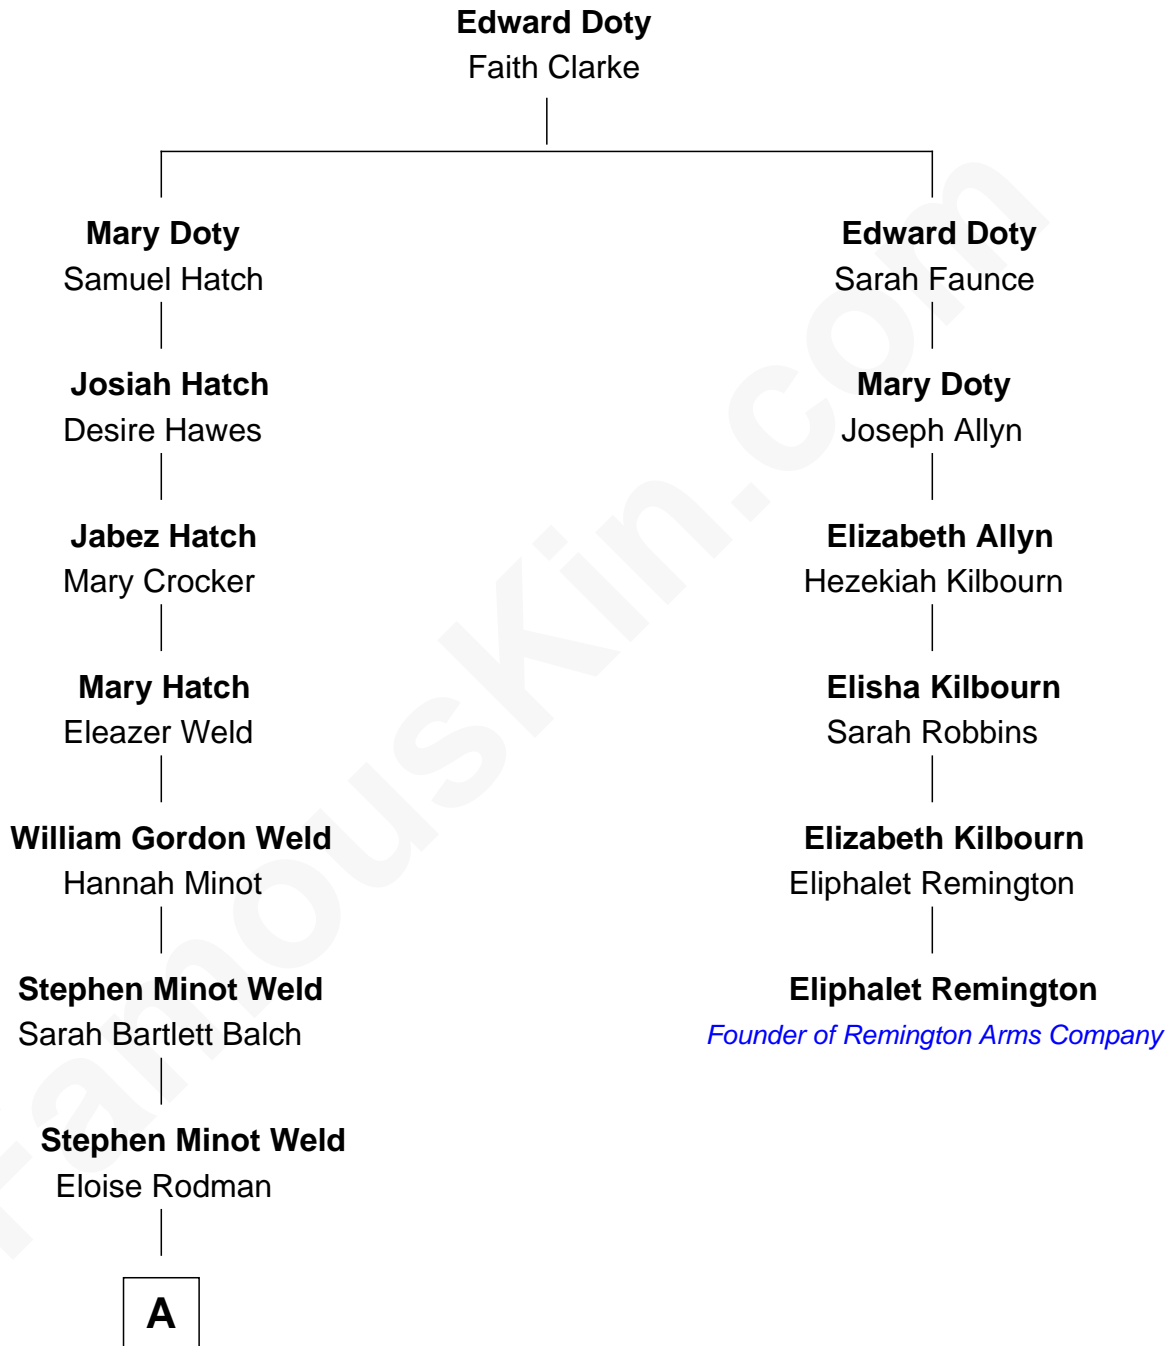 Edward Doty
Faith Clarke
Mary Doty
Samuel Hatch
Josiah Hatch
Desire Hawes
Jabez Hatch
Mary Crocker
Mary Hatch
Eleazer Weld
William Gordon Weld
Hannah Minot
Stephen Minot Weld
Sarah Bartlett Balch
Stephen Minot Weld
Eloise Rodman
A
Edward Doty
Sarah Faunce
Mary Doty
Joseph Allyn
Elizabeth Allyn
Hezekiah Kilbourn
Elisha Kilbourn
Sarah Robbins
Elizabeth Kilbourn
Eliphalet Remington
Eliphalet Remington
Founder of Remington Arms Company
FamousKin.com